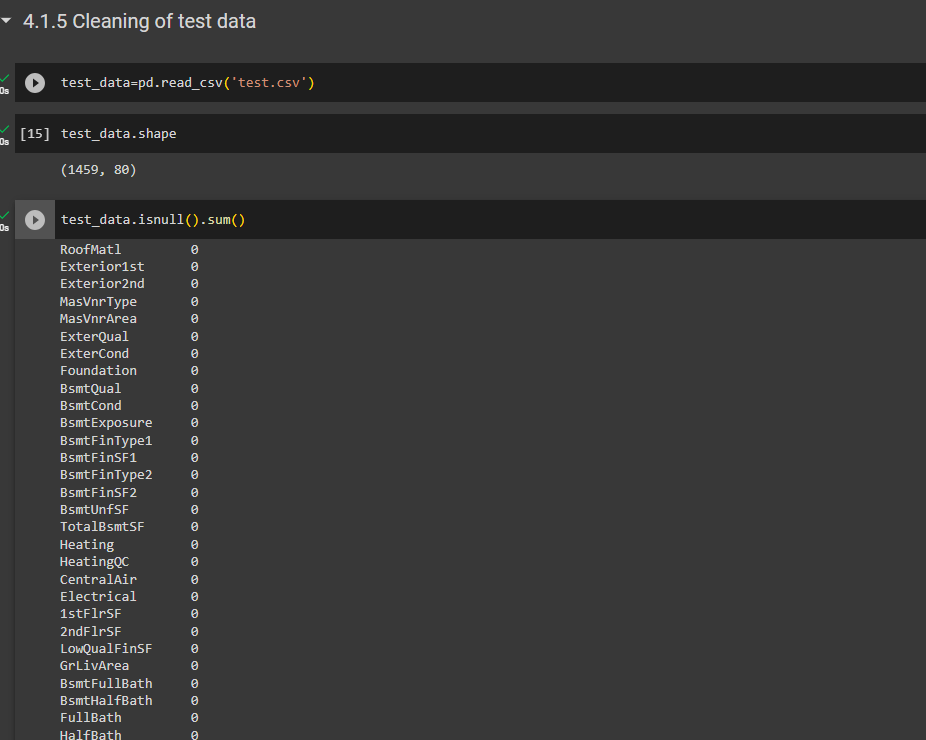 4.1.5 Cleaning of test data
0s
test_data=pd.read_csv('test.csv')
0s
[15] test_data.shape
(1459, 80)
0s
test_data.isnull().sum()
RoofMatl 0
Exterior1st 0
Exterior2nd 0
MasVnrType 0
MasVnrArea 0
ExterQual 0
ExterCond 0
Foundation 0
BsmtQual 0
BsmtCond 0
BsmtExposure 0
BsmtFinType1 0
BsmtFinSF1 0
BsmtFinType2 0
BsmtFinSF2 0
BsmtUnfSF 0
TotalBsmtSF 0
Heating 0
HeatingQC 0
CentralAir 0
Electrical 0
1stFlrSF 0
2ndFlrSF 0
LowQualFinSF 0
GrLivArea 0
BsmtFullBath 0
BsmtHalfBath 0
FullBath 0
HalfBath 0